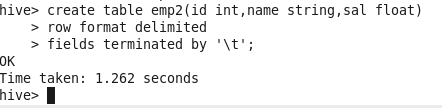 hive> create table emp2(id int,name string,sal float)
    > row format delimited
    > fields terminated by '\t';
OK
Time taken: 1.262 seconds
hive>